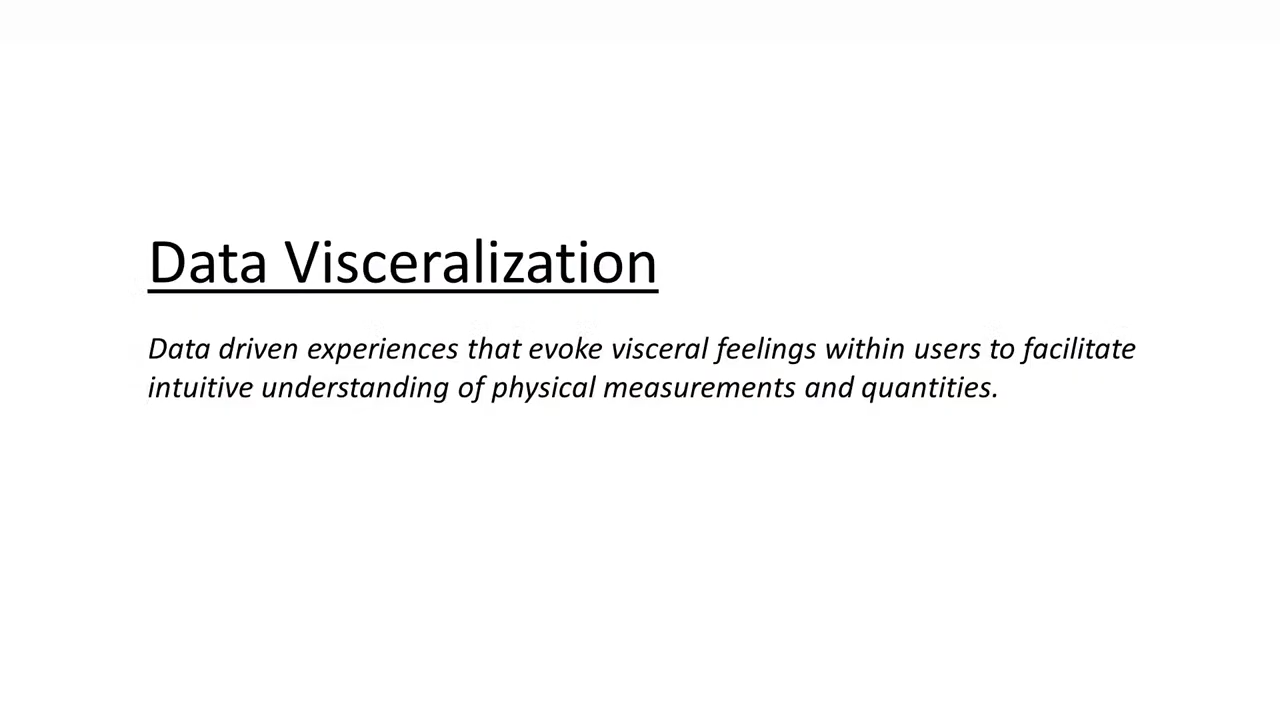 Data Visceralization
Data driven experiences that evoke visceral feelings within users to facilitate
intuitive understanding of physical measurements and quantities.